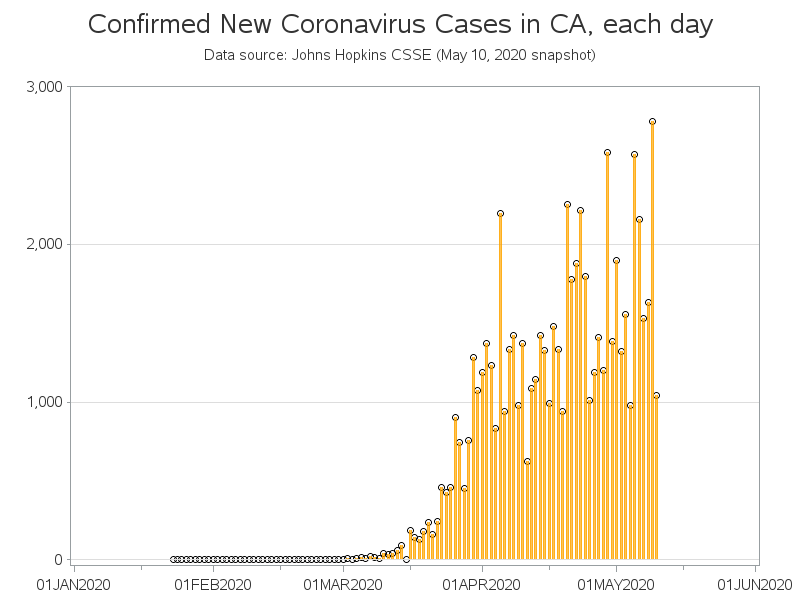 Confirmed New Coronavirus Cases in CA, each day
Data source: Johns Hopkins CSSE (May 10, 2020 snapshot)
3,000
2,000
1,000
0
01JAN2020 01FEB2020 01MAR2020 01APR2020 01MAY2020 01JUN2020